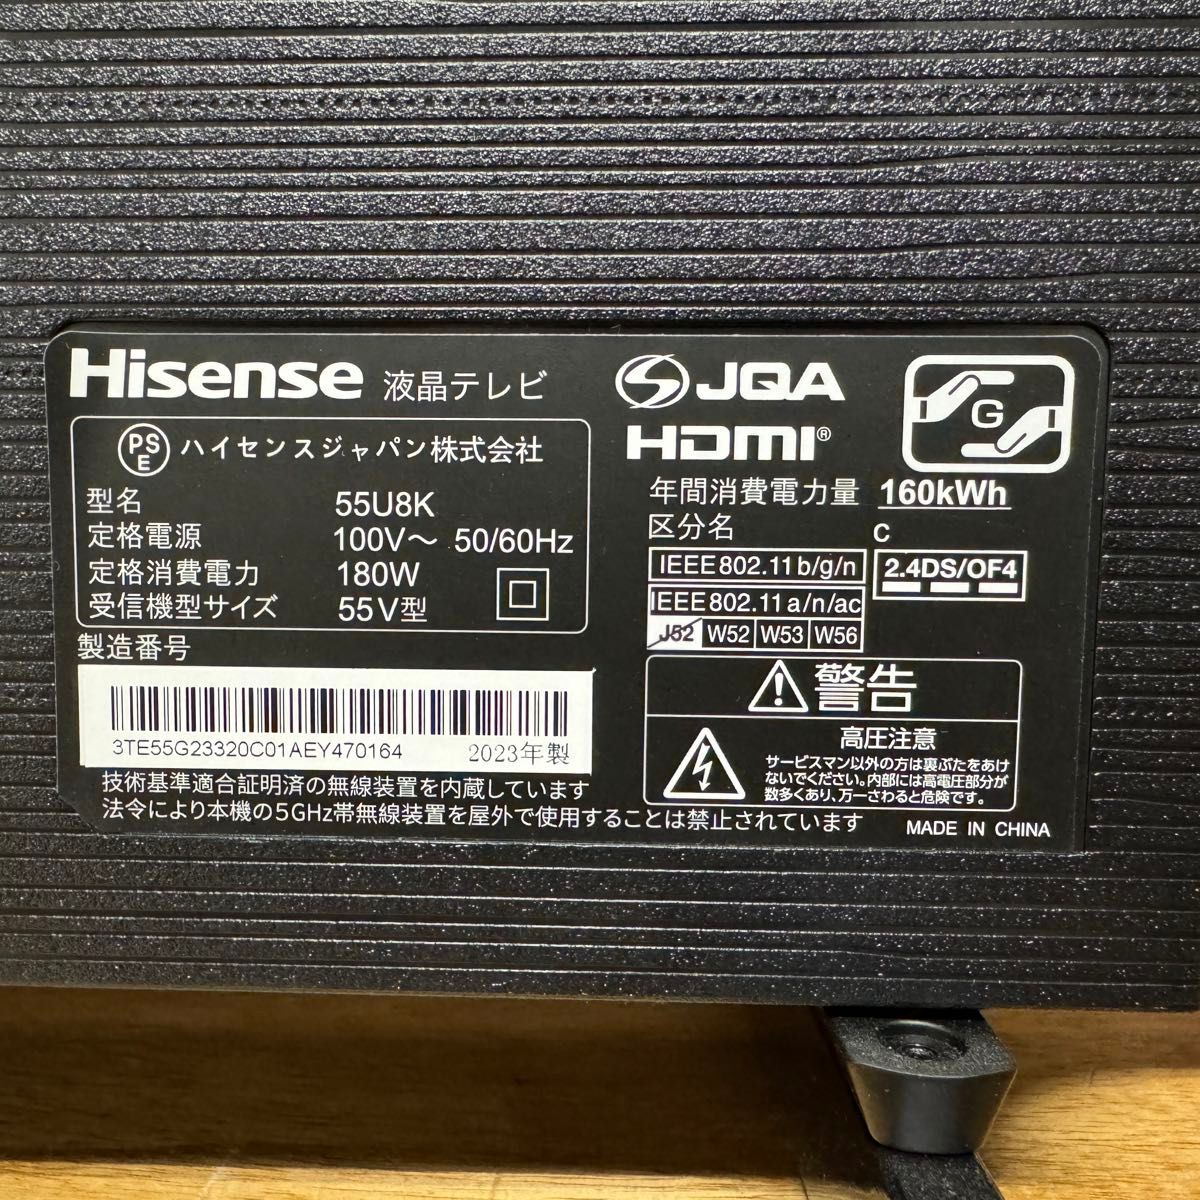 Hisense 液晶テレビ
PS
E
ハイセンスジャパン株式会社
型名 55U8K
定格電源 100V～ 50/60Hz
定格消費電力 180W
受信機型サイズ 55V型
製造番号
3TE55G23320C01AEY470164 2023年製
技術基準適合証明済の無線装置を内蔵しています
法令により本機の5GHz帯無線装置を屋外で使用することは禁止されています
JQA
HDMI®
G
年間消費電力量 160kWh
区分名 C
IEEE802.11b/g/n
2.4DS/OF4
IEEE802.11a/n/ac
J52 W52 W53 W56
警告
高圧注意
サービスマン以外の方は裏ぶたをあけ
ないでください。内部には高電圧部分が
数多くあり、万一さわると危険です。
MADE IN CHINA